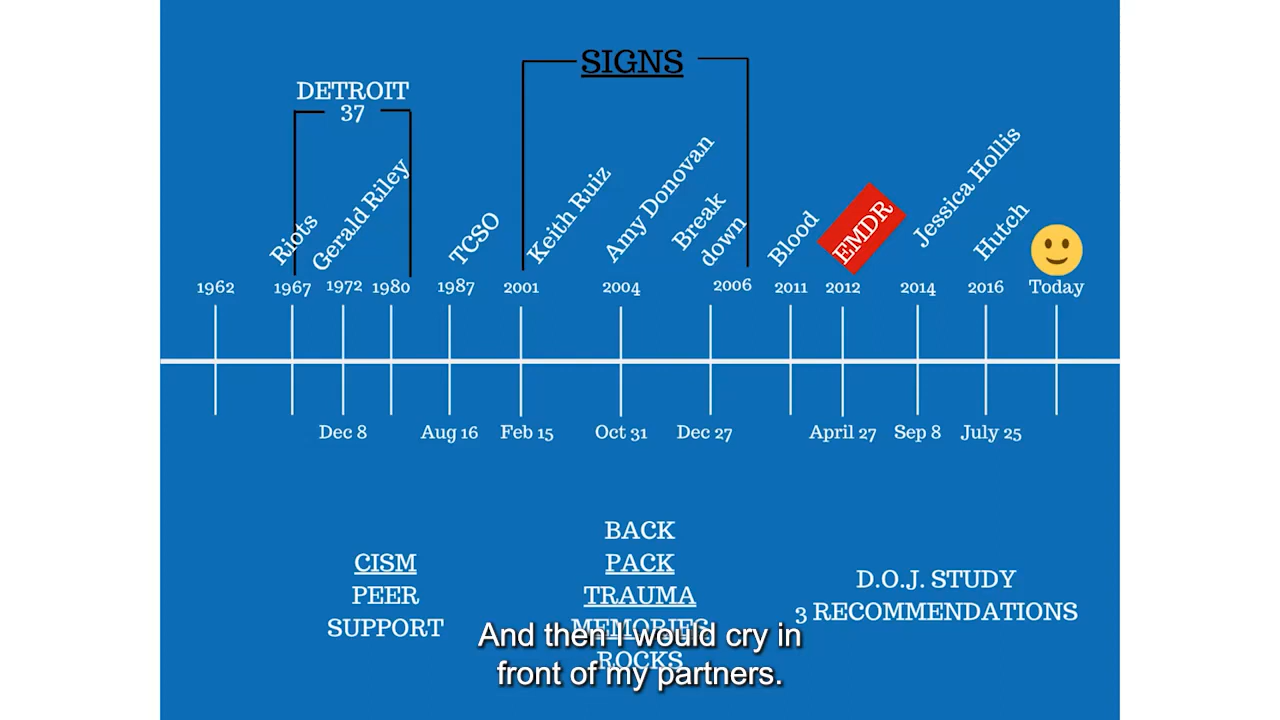 SIGNS
DETROIT
37
Riots
Gerald Riley
TCSO
Keith Ruiz
Amy Donovan
Break
down
Blood
EMDR
Jessica Hollis
Hutch
1962 1967 1972 1980 1987 2001 2004 2006 2011 2012 2014 2016 Today
Dec 8 Aug 16 Feb 15 Oct 31 Dec 27 April 27 Sep 8 July 25
CISM
PEER
SUPPORT
BACK
PACK
TRAUMA
MEMORIES
ROCKS
D.O.J. STUDY
3 RECOMMENDATIONS
And then I would cry in
front of my partners.